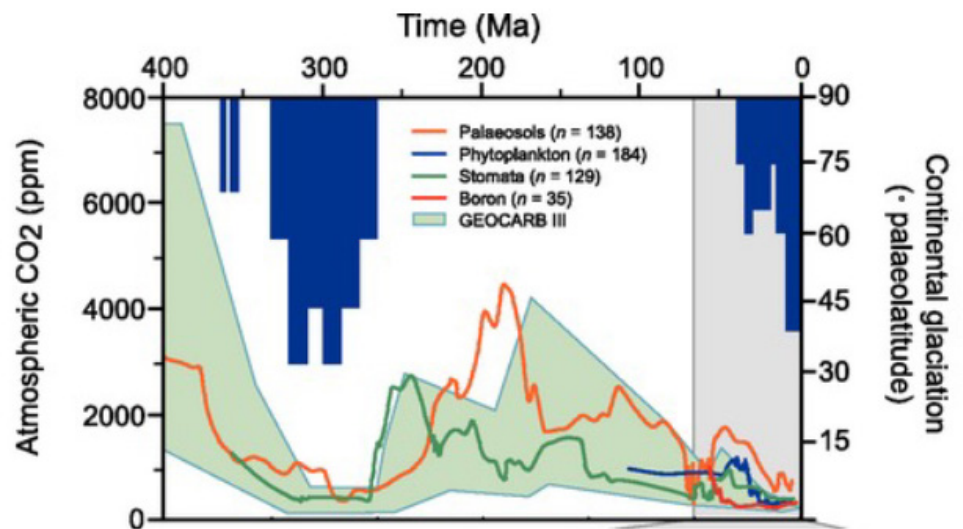 Time (Ma)
400 300 200 100 0
8000 90
Palaeosols (n = 138)
Phytoplankton (n = 184)
Stomata (n = 129)
Boron (n = 35)
GEOCARB III
75
6000
60
4000
45
30
2000
15
0
Atmospheric CO2 (ppm)
Continental glaciation
(° palaeolatitude)